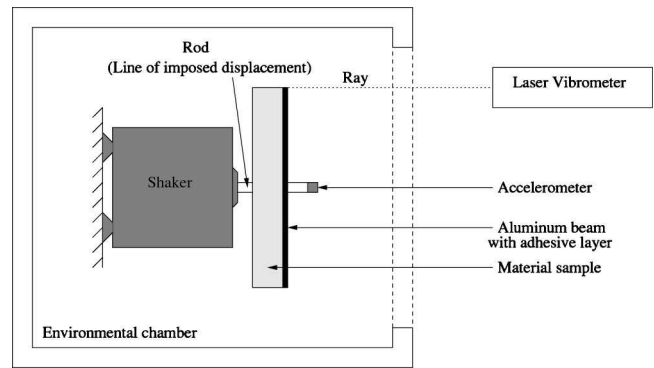 Rod
(Line of imposed displacement)
Ray
Laser Vibrometer
Shaker
Accelerometer
Aluminum beam
with adhesive layer
Material sample
Environmental chamber